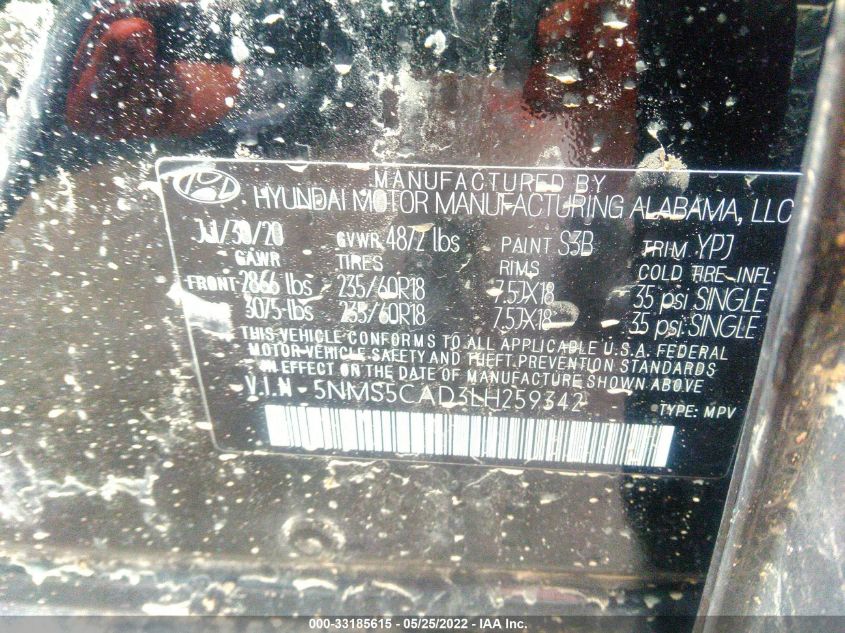 MANUFACTURED BY
HYUNDAI MOTOR MANUFACTURING ALABAMA, LLC
GVWR 4872 lbs PAINT S3B TRIM YPJ
GAWR TIRES RIMS COLD TIRE-INFL
FRONT 2866 lbs 235/60R18 7.5JX18 35 psi SINGLE
3075-lbs 235/60R18 7.5JX18 35 psi SINGLE
THIS VEHICLE CONFORMS TO ALL APPLICABLE U.S.A. FEDERAL
MOTOR-VEHICLE SAFETY AND THEFT PREVENTION STANDARDS
IN EFFECT ON THE DATE OF MANUFACTURE SHOWN ABOVE.
V.I.N - 5NMS5CAD3LH259342
TYPE: MPV
000-33185615 - 05/25/2022 - IAA Inc.